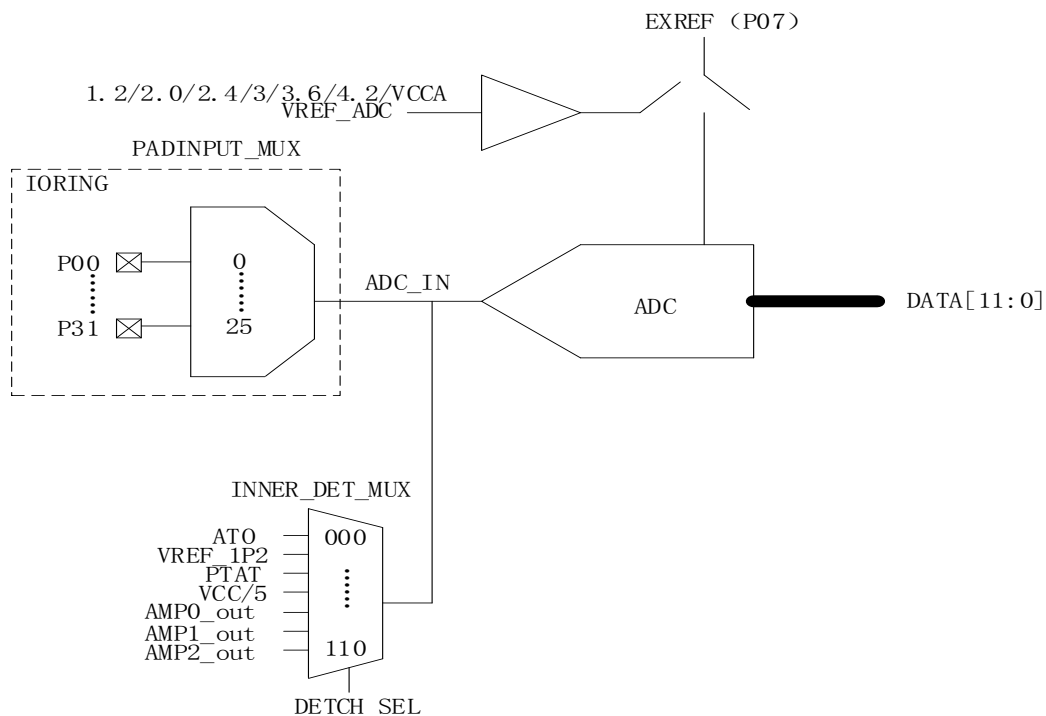 EXREF (P07)
1.2/2.0/2.4/3/3.6/4.2/VCCA
VREF_ADC
PADINPUT_MUX
IORING
P00
0
ADC_IN
ADC
DATA[11:0]
P31
25
INNER_DET_MUX
ATO
000
VREF_1P2
PTAT
VCC/5
AMP0_out
AMP1_out
AMP2_out
110
DETCH SEL